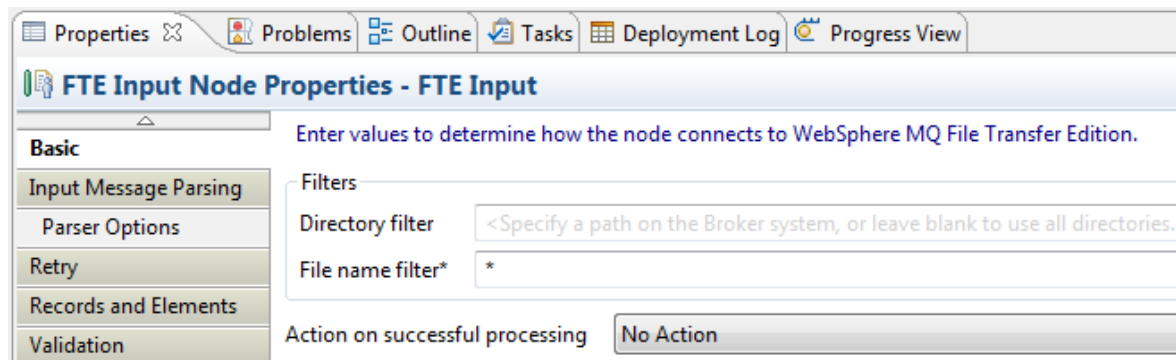 Properties Problems Outline Tasks Deployment Log Progress View
FTE Input Node Properties - FTE Input
Basic
Input Message Parsing
Parser Options
Retry
Records and Elements
Validation
Enter values to determine how the node connects to WebSphere MQ File Transfer Edition.
Filters
Directory filter <Specify a path on the Broker system, or leave blank to use all directories.
File name filter* *
Action on successful processing No Action